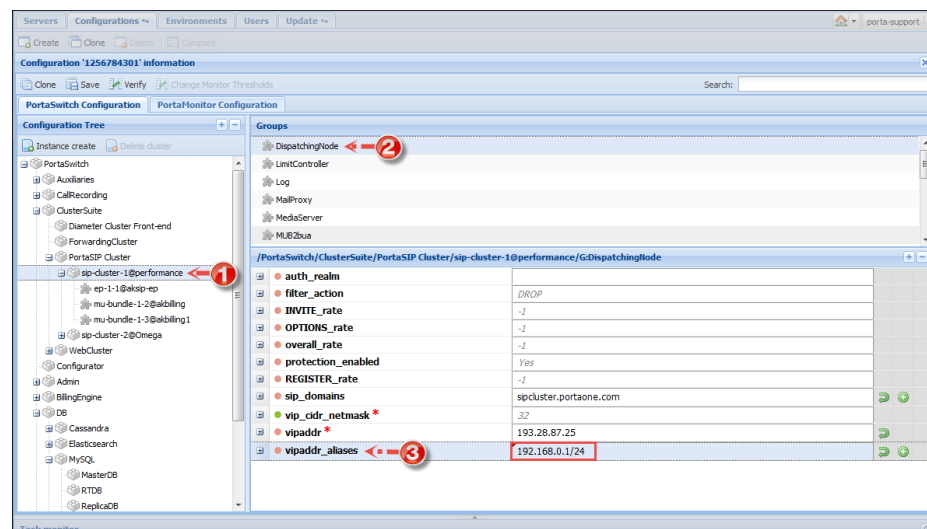 Servers Configurations Environments Users Update porta-support
Create Clone Delete Compare
Configuration '1256784301' information
Clone Save Verify Change Monitor Thresholds Search:
PortaSwitch Configuration PortaMonitor Configuration
Configuration Tree
Instance create Delete cluster
PortaSwitch
Auxiliaries
CallRecording
ClusterSuite
Diameter Cluster Front-end
ForwardingCluster
PortaSIP Cluster
sip-cluster-1@performance 1
ep-1-1@aksip-ep
mu-bundle-1-2@akbilling
mu-bundle-1-3@akbilling1
sip-cluster-2@Omega
WebCluster
Configurator
Admin
BillingEngine
DB
Cassandra
Elasticsearch
MySQL
MasterDB
RTDB
ReplicaDB
Groups
DispatchingNode 2
LimitController
Log
MailProxy
MediaServer
MUB2bua
/PortaSwitch/ClusterSuite/PortaSIP Cluster/sip-cluster-1@performance/G:DispatchingNode
auth_realm
filter_action DROP
INVITE_rate -1
OPTIONS_rate -1
overall_rate -1
protection_enabled Yes
REGISTER_rate -1
sip_domains sipcluster.portaone.com
vip_cidr_netmask * 32
vipaddr * 193.28.87.25
vipaddr_aliases 3 192.168.0.1/24
Task monitor